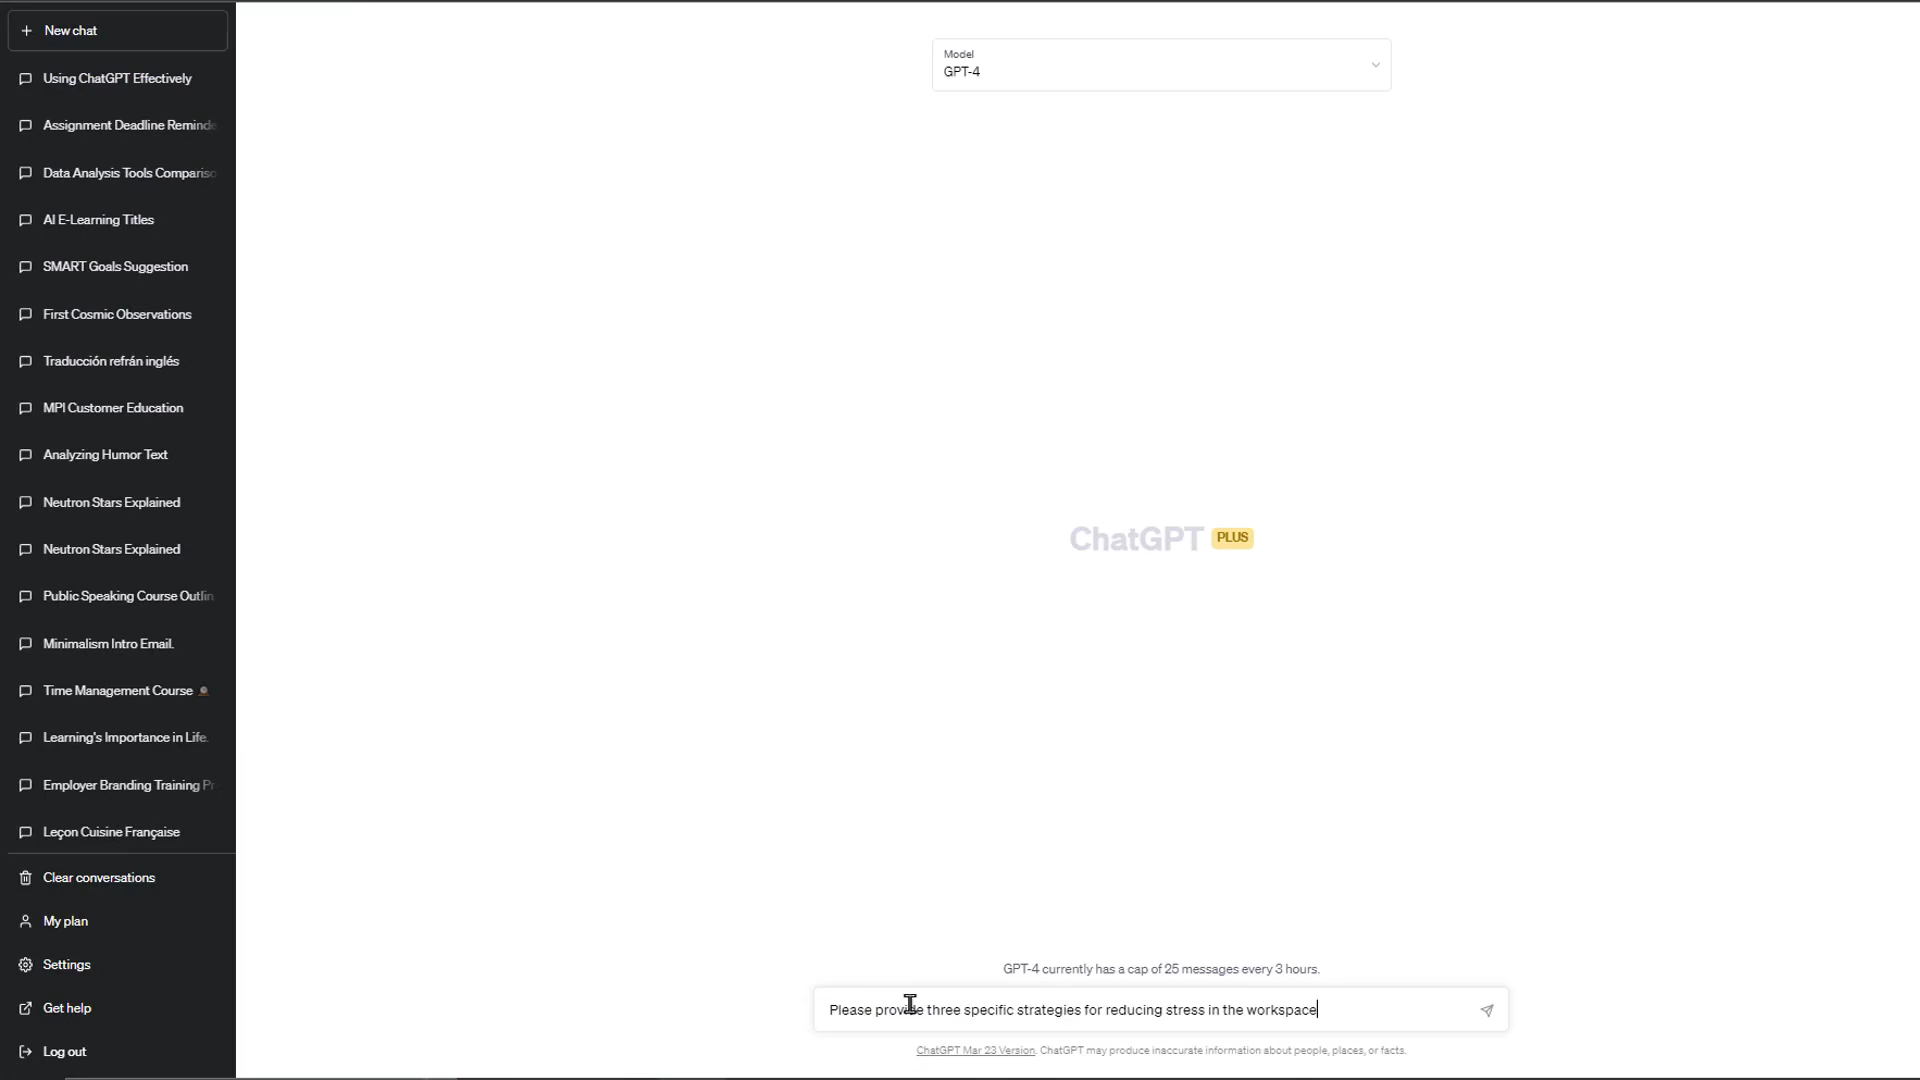 New chat
Using ChatGPT Effectively
Assignment Deadline Reminde
Data Analysis Tools Compariso
AI E-Learning Titles
SMART Goals Suggestion
First Cosmic Observations
Traducción refrán inglés
MPI Customer Education
Analyzing Humor Text
Neutron Stars Explained
Neutron Stars Explained
Public Speaking Course Outlin
Minimalism Intro Email.
Time Management Course
Learning's Importance in Life.
Employer Branding Training Pr
Leçon Cuisine Française
Clear conversations
My plan
Settings
Get help
Log out
Model
GPT-4
ChatGPT PLUS
GPT-4 currently has a cap of 25 messages every 3 hours.
Please provide three specific strategies for reducing stress in the workspace
ChatGPT Mar 23 Version. ChatGPT may produce inaccurate information about people, places, or facts.